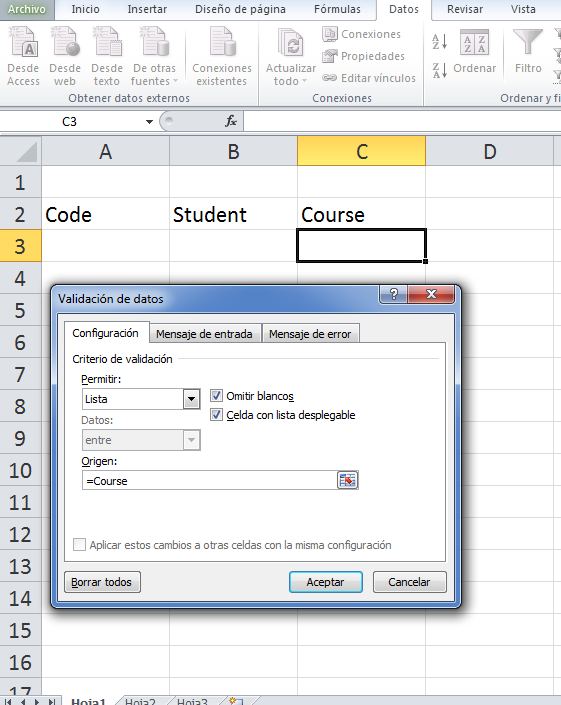 Archivo Inicio Insertar Diseño de página Fórmulas Datos Revisar Vista
Desde Access
Desde web
Desde texto
De otras fuentes
Conexiones existentes
Obtener datos externos
Actualizar todo
Conexiones
Propiedades
Editar vínculos
Conexiones
A Z
Z A
Z A
A Z
Ordenar
Filtro
Ordenar y fi
C3 fx
A B C D
1
2 Code Student Course
3
4
5
6
7
8
9
10
11
12
13
14
15
16
17
Validación de datos ?
Configuración Mensaje de entrada Mensaje de error
Criterio de validación
Permitir:
Lista
Omitir blancos
Celda con lista desplegable
Datos:
entre
Origen:
=Course
Aplicar estos cambios a otras celdas con la misma configuración
Borrar todos Aceptar Cancelar
Hoja1 Hoja2 Hoja3